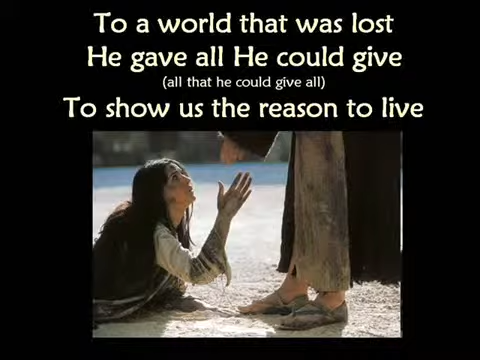 To a world that was lost
He gave all He could give
(all that he could give all)
To show us the reason to live